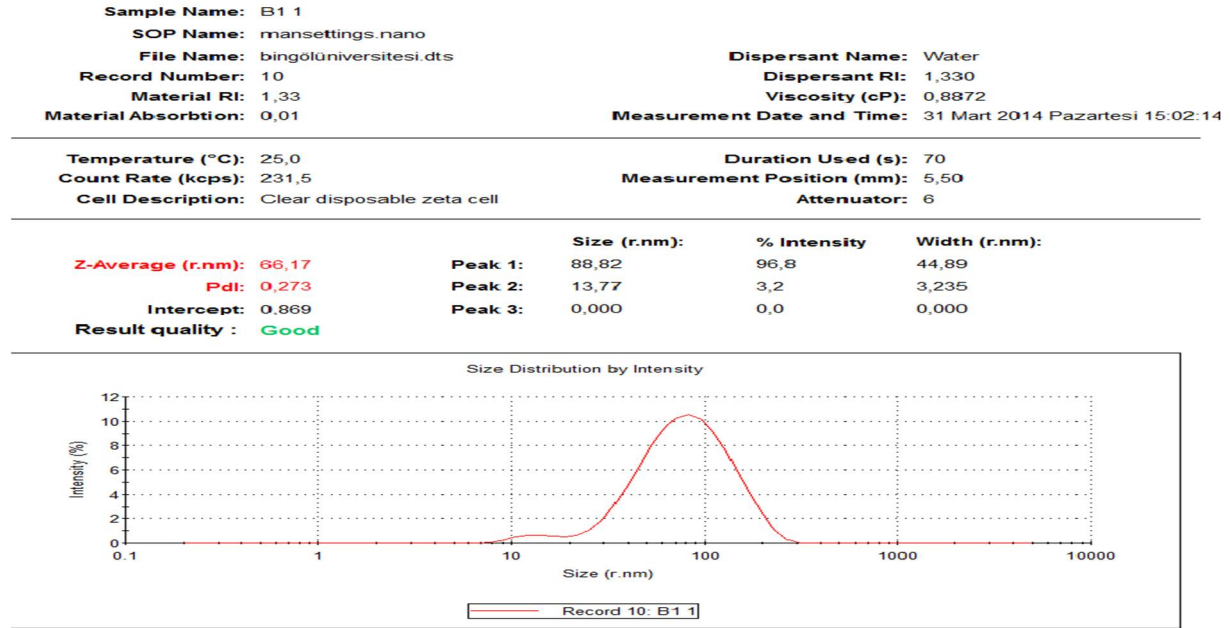 Sample Name: B1 1
SOP Name: mansettings.nano
File Name: bingölüniversitesi.dts Dispersant Name: Water
Record Number: 10 Dispersant RI: 1,330
Material RI: 1,33 Viscosity (cP): 0,8872
Material Absorbtion: 0,01 Measurement Date and Time: 31 Mart 2014 Pazartesi 15:02:14
Temperature (°C): 25,0 Duration Used (s): 70
Count Rate (kcps): 231,5 Measurement Position (mm): 5,50
Cell Description: Clear disposable zeta cell Attenuator: 6
Size (r.nm): % Intensity Width (r.nm):
Z-Average (r.nm): 66,17 Peak 1: 88,82 96,8 44,89
PdI: 0,273 Peak 2: 13,77 3,2 3,235
Intercept: 0,869 Peak 3: 0,000 0,0 0,000
Result quality : Good
Size Distribution by Intensity
12
10
8
6
4
2
0
Intensity (%)
0.1 1 10 100 1000 10000
Size (r.nm)
Record 10: B1 1